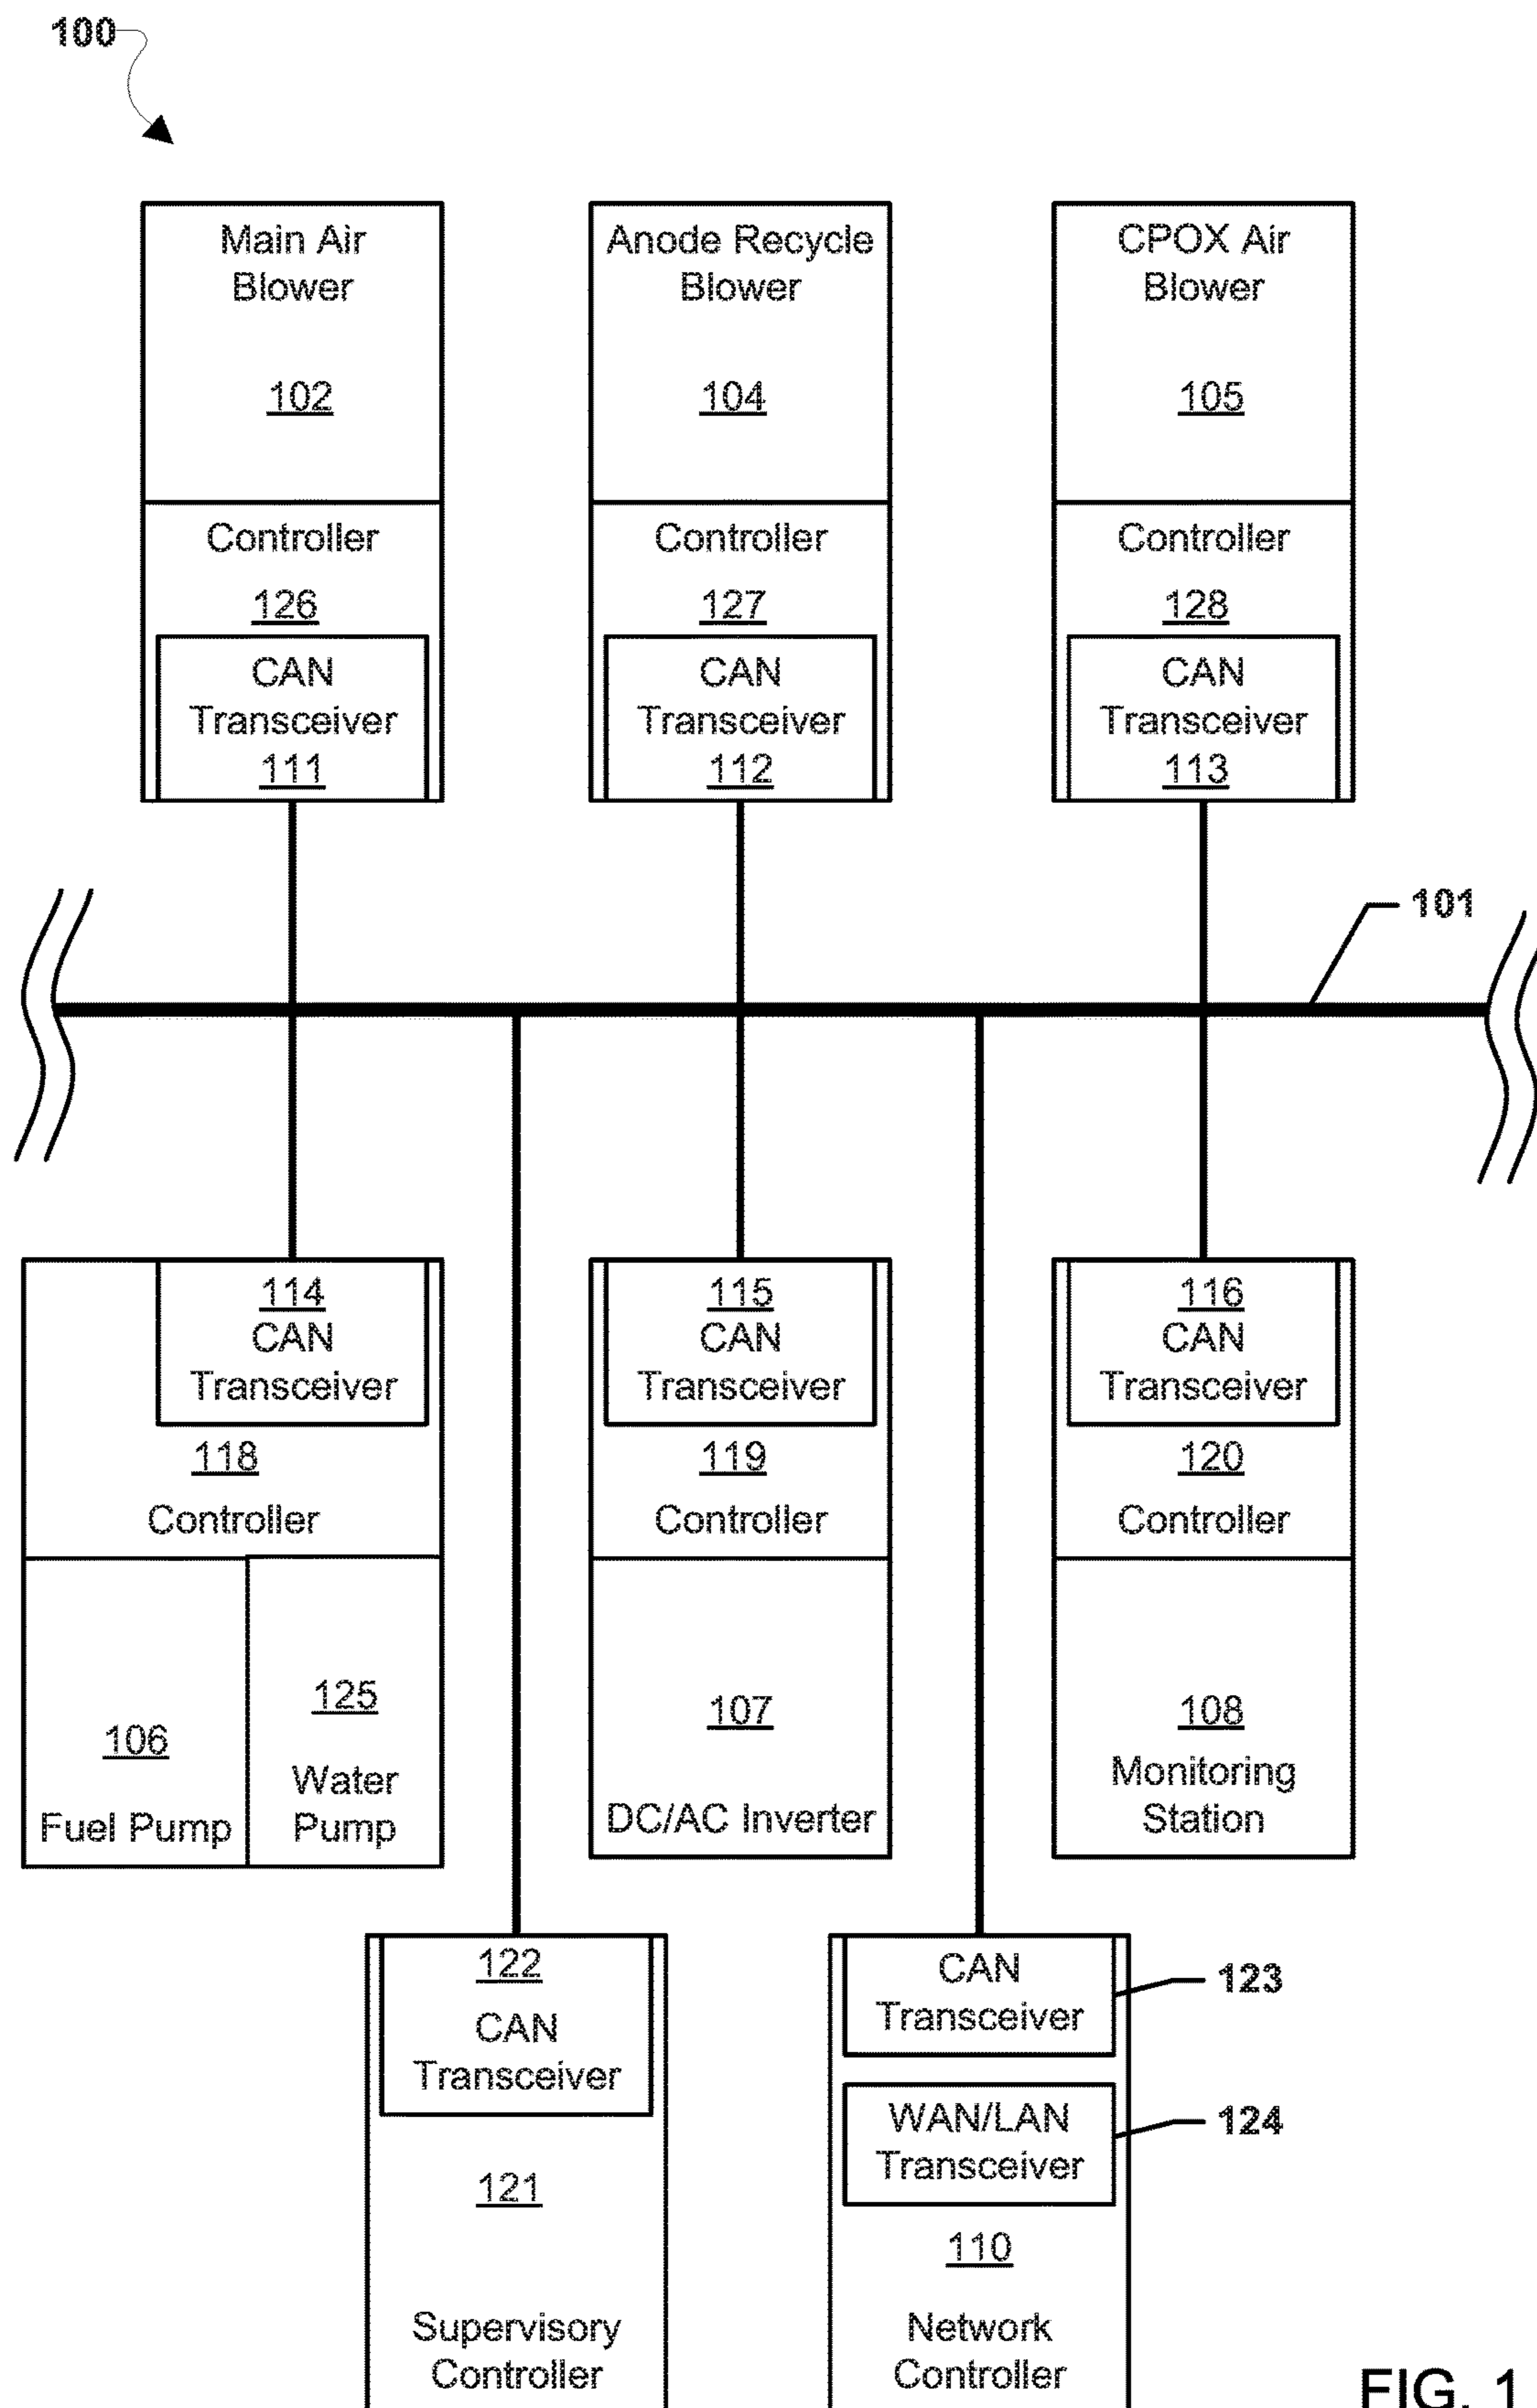 100
Main Air
Blower
102
Controller
126
CAN
Transceiver
111
Anode Recycle
Blower
104
Controller
127
CAN
Transceiver
112
CPOX Air
Blower
105
Controller
128
CAN
Transceiver
113
101
114
CAN
Transceiver
118
Controller
106
Fuel Pump
125
Water
Pump
115
CAN
Transceiver
119
Controller
107
DC/AC Inverter
116
CAN
Transceiver
120
Controller
108
Monitoring
Station
122
CAN
Transceiver
121
Supervisory
Controller
CAN
Transceiver
123
WAN/LAN
Transceiver
124
110
Network
Controller
FIG. 1